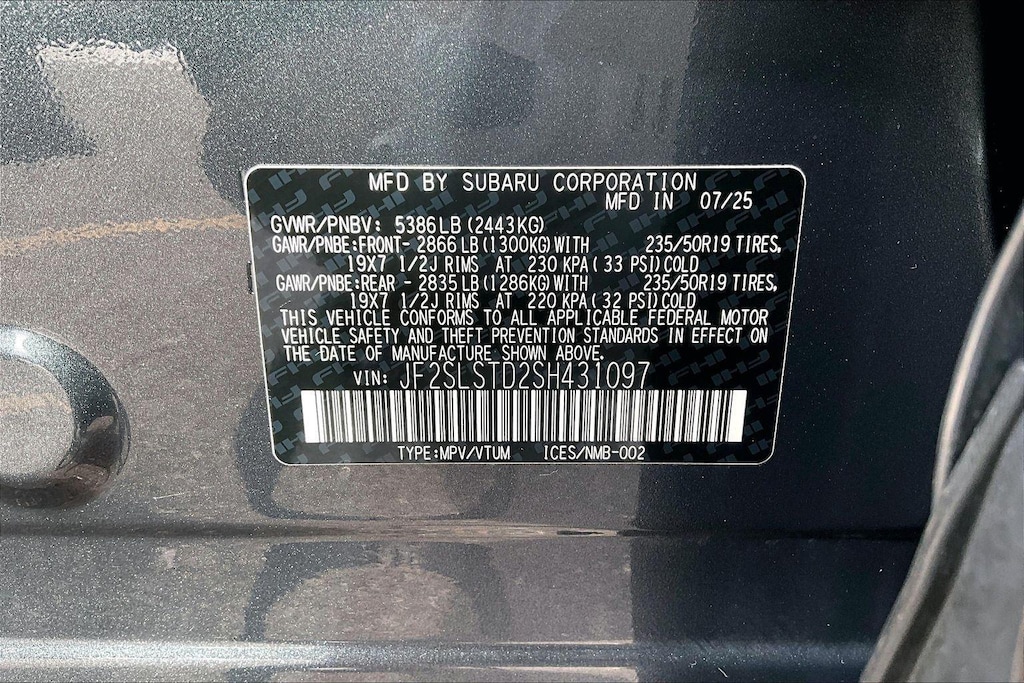 MFD BY SUBARU CORPORATION
MFD IN 07/25
GVWR/PNBV: 5386LB(2443KG)
GAWR/PNBE:FRONT- 2866LB(1300KG)WITH 235/50R19 TIRES,
19X7 1/2J RIMS AT 230 KPA( 33 PSI)COLD
GAWR/PNBE:REAR - 2835LB(1286KG)WITH 235/50R19 TIRES,
19X7 1/2J RIMS AT 220 KPA( 32 PSI)COLD
THIS VEHICLE CONFORMS TO ALL APPLICABLE FEDERAL MOTOR
VEHICLE SAFETY AND THEFT PREVENTION STANDARDS IN EFFECT ON
THE DATE OF MANUFACTURE SHOWN ABOVE.
VIN: JF2SLSTD2SH431097
TYPE:MPV/VTUM ICES/NMB-002